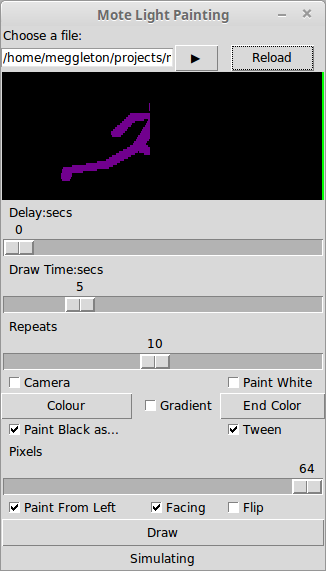 Mote Light Painting
Choose a file:
/home/meggleton/projects/r
Reload
Delay:secs
0
Draw Time:secs
5
Repeats
10
Camera
Paint White
Colour
Gradient
End Color
Paint Black as...
Tween
Pixels
64
Paint From Left
Facing
Flip
Draw
Simulating